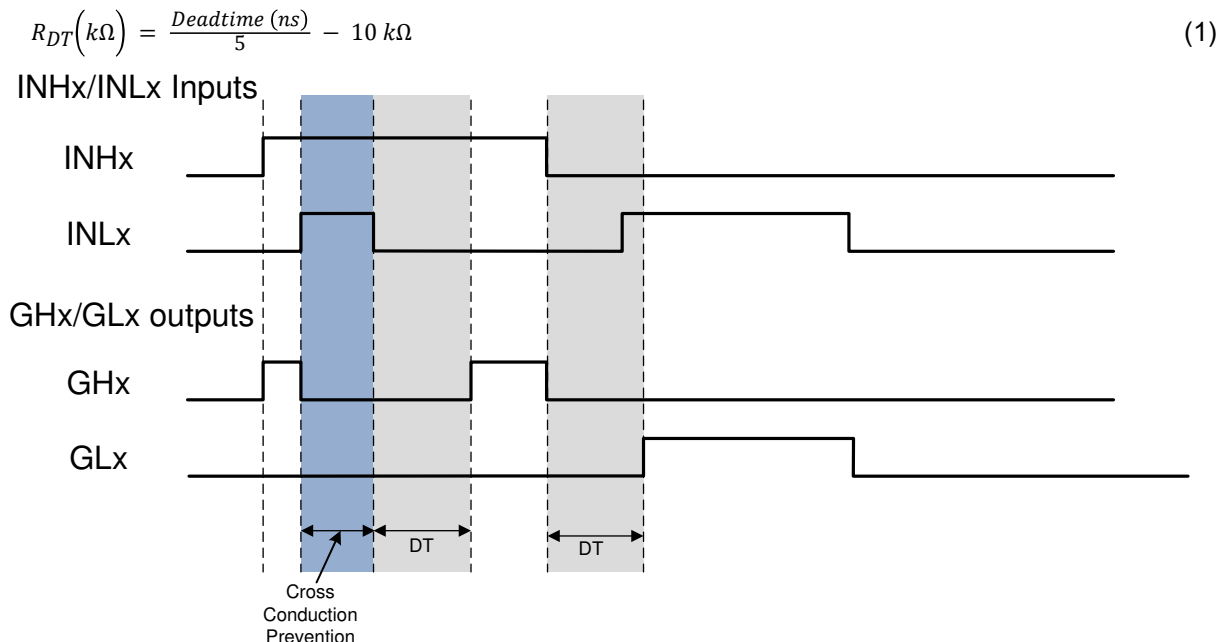 R_DT(kΩ) = Deadtime (ns) / 5 − 10 kΩ (1)
INHx/INLx Inputs
INHx
INLx
GHx/GLx outputs
GHx
GLx
DT
DT
Cross
Conduction
Prevention